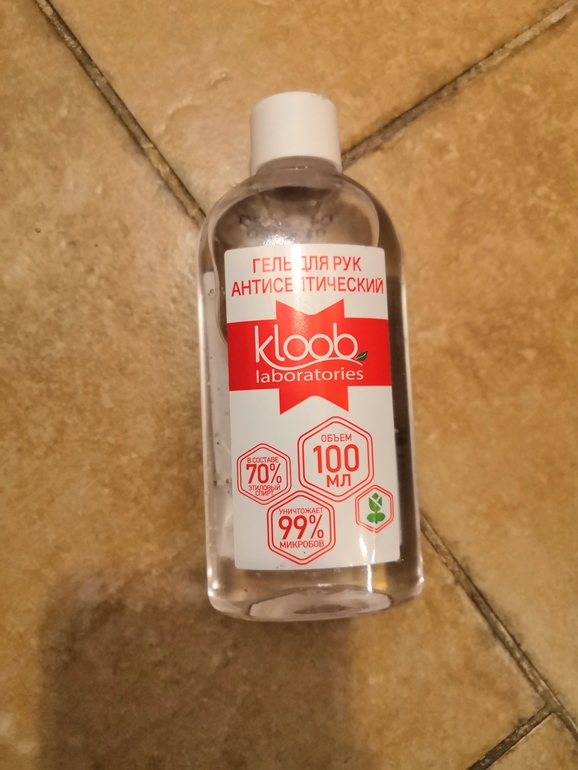 ГЕЛЬ ДЛЯ РУК
АНТИСЕПТИЧЕСКИЙ
kloob
laboratories
ОБЪЕМ
100
МЛ
В СОСТАВЕ
70%
ЭТИЛОВЫЙ
СПИРТ
УНИЧТОЖАЕТ
99%
МИКРОБОВ